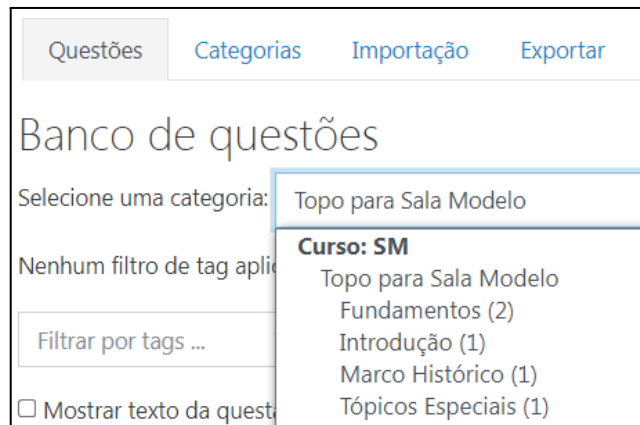 Questões Categorias Importação Exportar
Banco de questões
Selecione uma categoria: Topo para Sala Modelo
Curso: SM
Nenhum filtro de tag
Topo para Sala Modelo
Fundamentos (2)
Introdução (1)
Filtrar por tags ...
Marco Histórico (1)
Mostrar texto da
Tópicos Especiais (1)